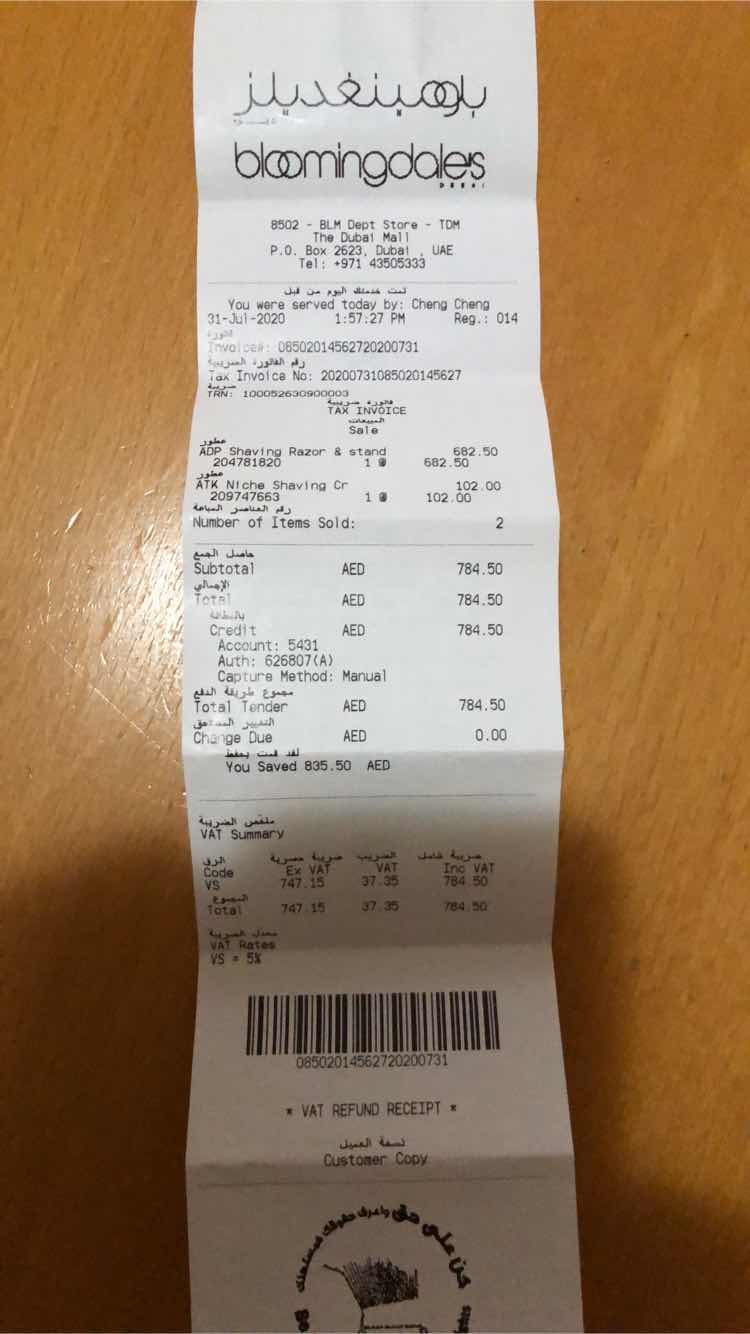 بلومينغديلز
bloomingdale's
DUBAI
8502 - BLM Dept Store - TDM
The Dubai Mall
P.O. Box 2623, Dubai , UAE
Tel: +971 43505333
تمت خدمتك اليوم من قبل
You were served today by: Cheng Cheng
31-Jul-2020 1:57:27 PM Reg.: 014
فاتورة
Invoice#: 08502014562720200731
رقم الفاتورة الضريبية
Tax Invoice No: 20200731085020145627
ضريبة
TRN: 100052630900003
فاتورة ضريبية
TAX INVOICE
المبيعات
Sale
عطور
ADP Shaving Razor & stand 682.50
204781820 1 @ 682.50
عطور
ATK Niche Shaving Cr 102.00
209747663 1 @ 102.00
رقم العناصر المباعة
Number of Items Sold: 2
حاصل الجمع
Subtotal AED 784.50
الإجمالي
Total AED 784.50
بالبطاقة
Credit AED 784.50
Account: 5431
Auth: 626807(A)
Capture Method: Manual
مجموع طريقة الدفع
Total Tender AED 784.50
التغيير المستحق
Change Due AED 0.00
لقد قمت بحفظ
You Saved 835.50 AED
ملخص الضريبة
VAT Summary
الرق ضريبة حصرية الضريب ضريبة شامل
Code Ex VAT VAT Inc VAT
VS 747.15 37.35 784.50
المجموع
Total 747.15 37.35 784.50
معدل الضريبة
VAT Rates
VS = 5%
08502014562720200731
* VAT REFUND RECEIPT *
نسخة العميل
Customer Copy
كن على حق واعرف حقوقك